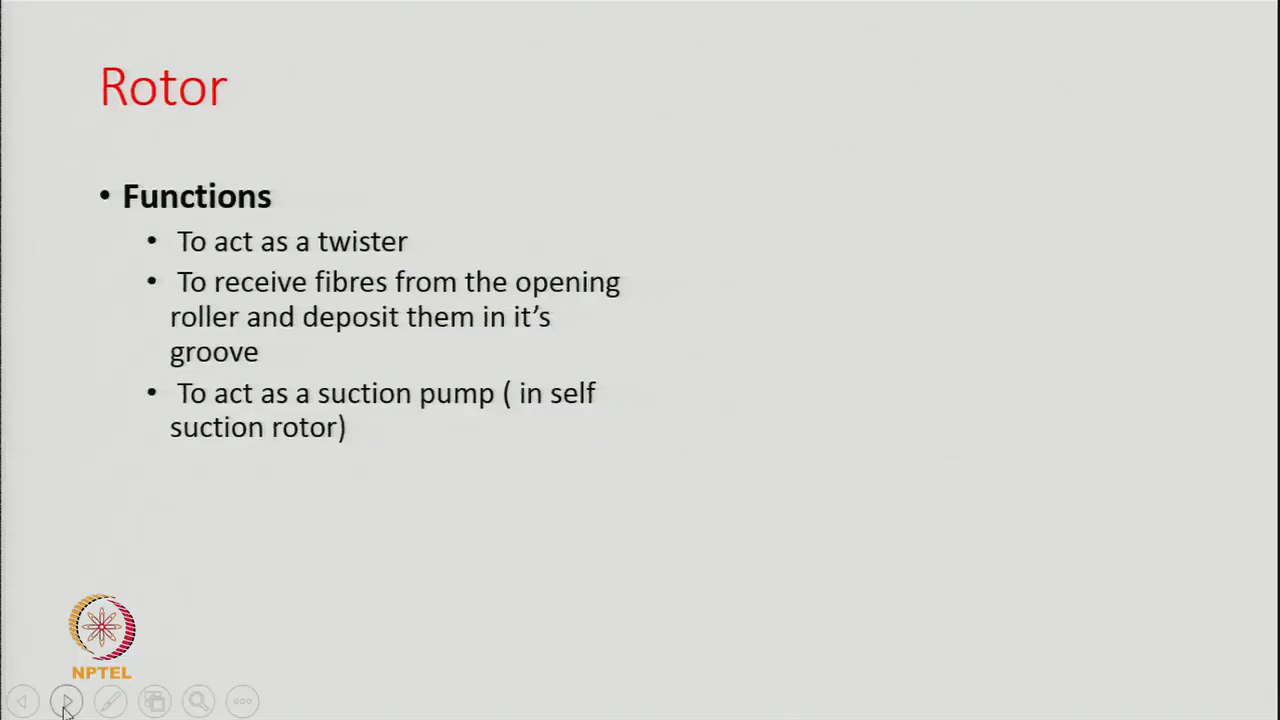 Rotor
• Functions
• To act as a twister
• To receive fibres from the opening
roller and deposit them in it's
groove
• To act as a suction pump ( in self
suction rotor)
NPTEL